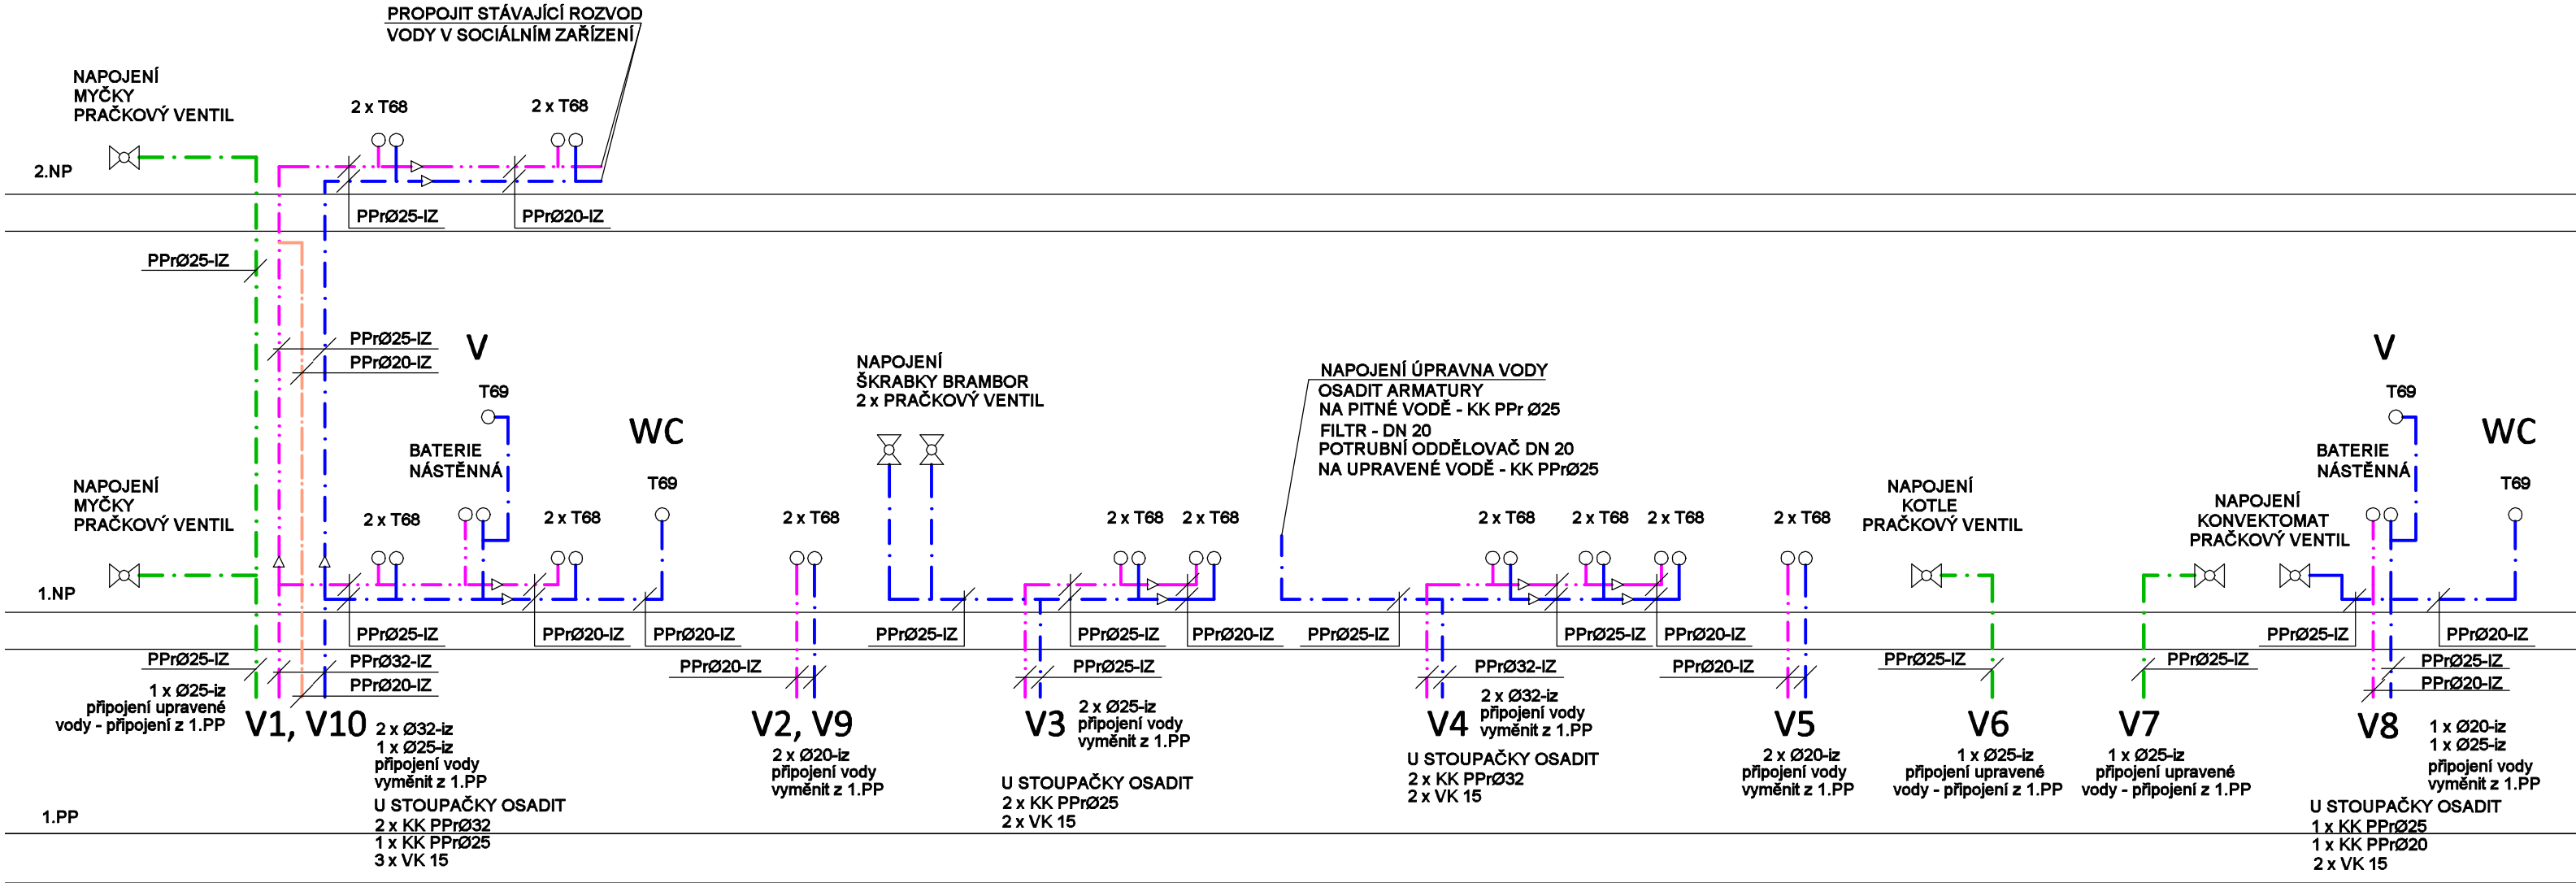 PROPOJIT STÁVAJÍCÍ ROZVOD
VODY V SOCIÁLNÍM ZAŘÍZENÍ
NAPOJENÍ
MYČKY
PRAČKOVÝ VENTIL
2 x T68
2 x T68
2.NP
PPrØ25-IZ
PPrØ20-IZ
PPrØ25-IZ
PPrØ25-IZ
PPrØ20-IZ
V
T69
BATERIE
NÁSTĚNNÁ
WC
T69
NAPOJENÍ
MYČKY
PRAČKOVÝ VENTIL
2 x T68
2 x T68
1.NP
PPrØ25-IZ
PPrØ20-IZ
PPrØ20-IZ
PPrØ25-IZ
PPrØ32-IZ
PPrØ20-IZ
1 x Ø25-iz
připojení upravené
vody - připojení z 1.PP
V1, V10
2 x Ø32-iz
1 x Ø25-iz
připojení vody
vyměnit z 1.PP
U STOUPAČKY OSADIT
2 x KK PPrØ32
1 x KK PPrØ25
3 x VK 15
1.PP
2 x T68
PPrØ20-IZ
V2, V9
2 x Ø20-iz
připojení vody
vyměnit z 1.PP
NAPOJENÍ
ŠKRABKY BRAMBOR
2 x PRAČKOVÝ VENTIL
2 x T68
2 x T68
PPrØ25-IZ
PPrØ25-IZ
PPrØ20-IZ
PPrØ25-IZ
V3
2 x Ø25-iz
připojení vody
vyměnit z 1.PP
U STOUPAČKY OSADIT
2 x KK PPrØ25
2 x VK 15
NAPOJENÍ ÚPRAVNA VODY
OSADIT ARMATURY
NA PITNÉ VODĚ - KK PPr Ø25
FILTR - DN 20
POTRUBNÍ ODDĚLOVAČ DN 20
NA UPRAVENÉ VODĚ - KK PPrØ25
2 x T68
2 x T68
2 x T68
PPrØ25-IZ
PPrØ25-IZ
PPrØ20-IZ
PPrØ32-IZ
V4
2 x Ø32-iz
připojení vody
vyměnit z 1.PP
U STOUPAČKY OSADIT
2 x KK PPrØ32
2 x VK 15
2 x T68
PPrØ20-IZ
V5
2 x Ø20-iz
připojení vody
vyměnit z 1.PP
NAPOJENÍ
KOTLE
PRAČKOVÝ VENTIL
PPrØ25-IZ
V6
1 x Ø25-iz
připojení upravené
vody - připojení z 1.PP
NAPOJENÍ
KONVEKTOMAT
PRAČKOVÝ VENTIL
PPrØ25-IZ
V7
1 x Ø25-iz
připojení upravené
vody - připojení z 1.PP
V
T69
BATERIE
NÁSTĚNNÁ
WC
T69
PPrØ25-IZ
PPrØ20-IZ
PPrØ25-IZ
PPrØ20-IZ
V8
1 x Ø20-iz
1 x Ø25-iz
připojení vody
vyměnit z 1.PP
U STOUPAČKY OSADIT
1 x KK PPrØ25
1 x KK PPrØ20
2 x VK 15